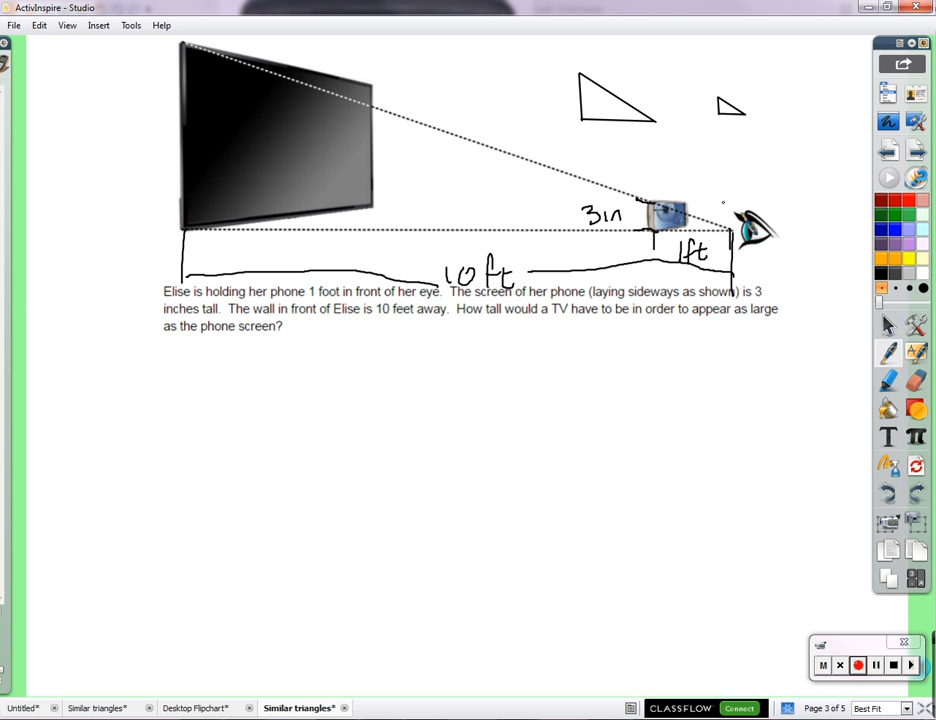 ActivInspire - Studio
File Edit View Insert Tools Help
3in
1ft
10 ft
Elise is holding her phone 1 foot in front of her eye. The screen of her phone (laying sideways as shown) is 3
inches tall. The wall in front of Elise is 10 feet away. How tall would a TV have to be in order to appear as large
as the phone screen?
M
Untitled* Similar triangles* Desktop Flipchart* Similar triangles* CLASSFLOW Connect Page 3 of 5 Best Fit